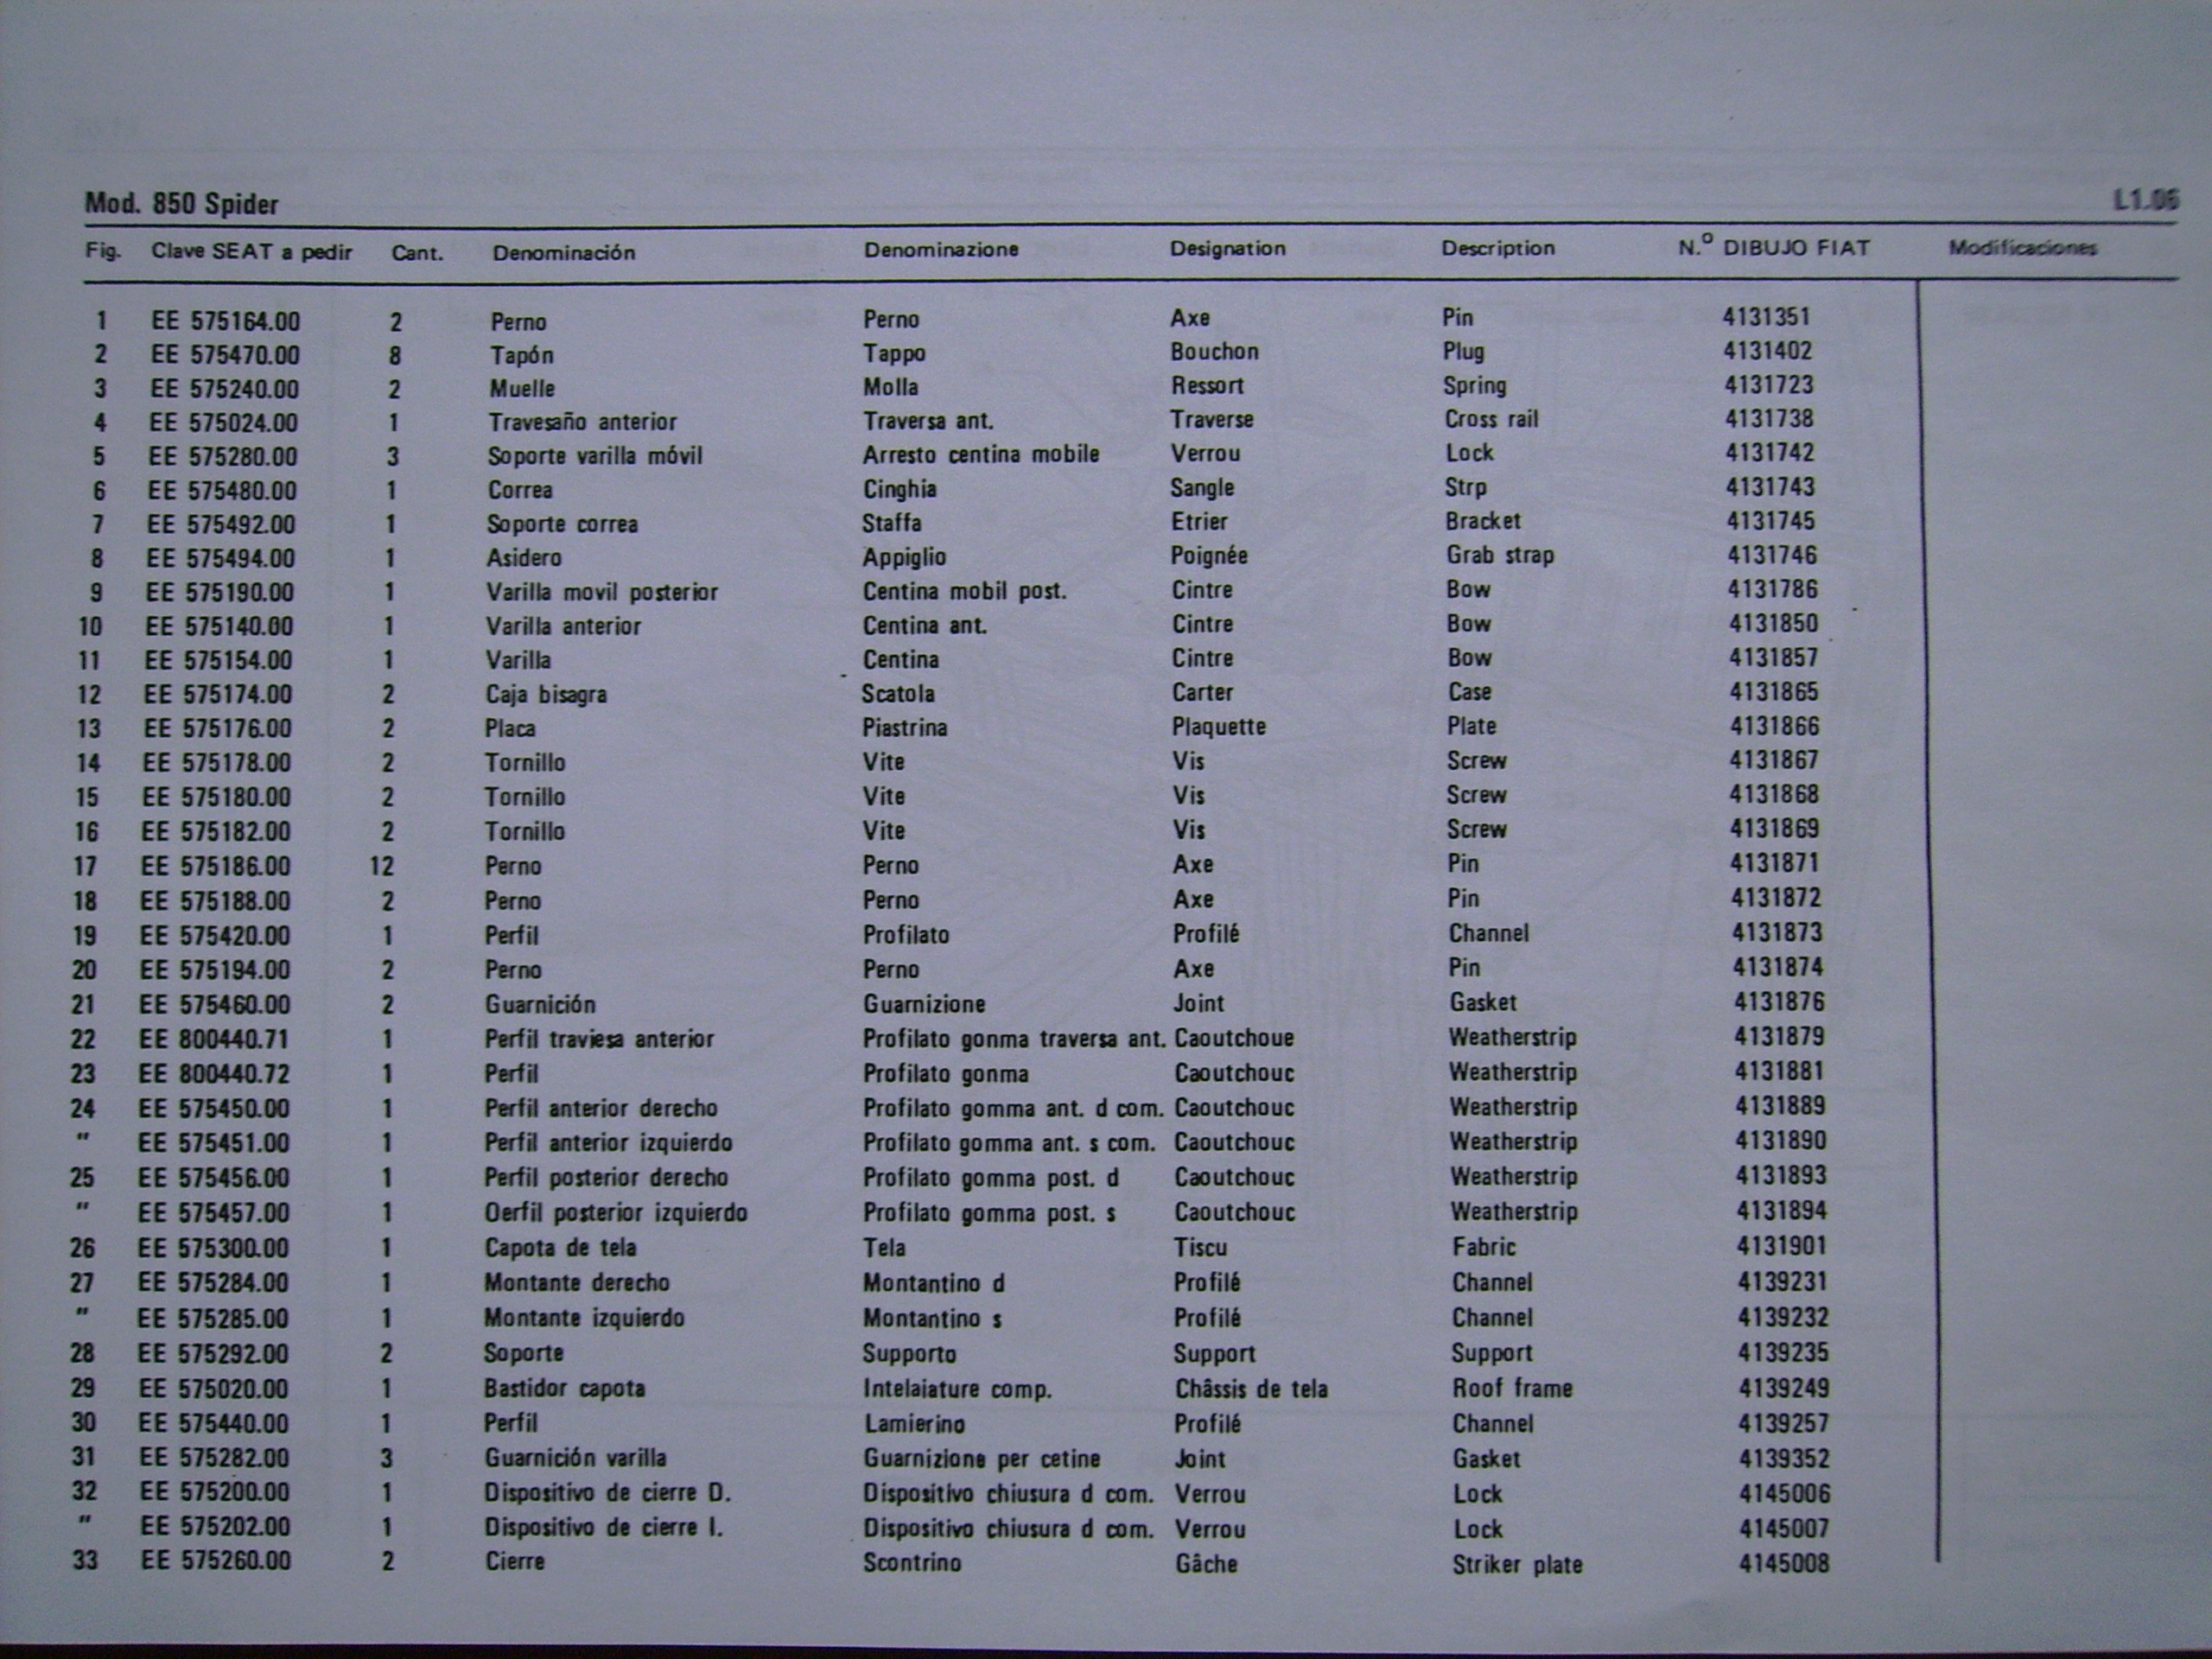 Mod. 850 Spider L1.06
Fig. Clave SEAT a pedir Cant. Denominación Denominazione Designation Description N.º DIBUJO FIAT Modificaciones
1 EE 575164.00 2 Perno Perno Axe Pin 4131351
2 EE 575470.00 8 Tapón Tappo Bouchon Plug 4131402
3 EE 575240.00 2 Muelle Molla Ressort Spring 4131723
4 EE 575024.00 1 Travesaño anterior Traversa ant. Traverse Cross rail 4131738
5 EE 575280.00 3 Soporte varilla móvil Arresto centina mobile Verrou Lock 4131742
6 EE 575480.00 1 Correa Cinghia Sangle Strp 4131743
7 EE 575492.00 1 Soporte correa Staffa Etrier Bracket 4131745
8 EE 575494.00 1 Asidero Appiglio Poignée Grab strap 4131746
9 EE 575190.00 1 Varilla movil posterior Centina mobil post. Cintre Bow 4131786
10 EE 575140.00 1 Varilla anterior Centina ant. Cintre Bow 4131850
11 EE 575154.00 1 Varilla Centina Cintre Bow 4131857
12 EE 575174.00 2 Caja bisagra Scatola Carter Case 4131865
13 EE 575176.00 2 Placa Piastrina Plaquette Plate 4131866
14 EE 575178.00 2 Tornillo Vite Vis Screw 4131867
15 EE 575180.00 2 Tornillo Vite Vis Screw 4131868
16 EE 575182.00 2 Tornillo Vite Vis Screw 4131869
17 EE 575186.00 12 Perno Perno Axe Pin 4131871
18 EE 575188.00 2 Perno Perno Axe Pin 4131872
19 EE 575420.00 1 Perfil Profilato Profilé Channel 4131873
20 EE 575194.00 2 Perno Perno Axe Pin 4131874
21 EE 575460.00 2 Guarnición Guarnizione Joint Gasket 4131876
22 EE 800440.71 1 Perfil traviesa anterior Profilato gonma traversa ant. Caoutchoue Weatherstrip 4131879
23 EE 800440.72 1 Perfil Profilato gonma Caoutchouc Weatherstrip 4131881
24 EE 575450.00 1 Perfil anterior derecho Profilato gomma ant. d com. Caoutchouc Weatherstrip 4131889
" EE 575451.00 1 Perfil anterior izquierdo Profilato gomma ant. s com. Caoutchouc Weatherstrip 4131890
25 EE 575456.00 1 Perfil posterior derecho Profilato gomma post. d Caoutchouc Weatherstrip 4131893
" EE 575457.00 1 Oerfil posterior izquierdo Profilato gomma post. s Caoutchouc Weatherstrip 4131894
26 EE 575300.00 1 Capota de tela Tela Tiscu Fabric 4131901
27 EE 575284.00 1 Montante derecho Montantino d Profilé Channel 4139231
" EE 575285.00 1 Montante izquierdo Montantino s Profilé Channel 4139232
28 EE 575292.00 2 Soporte Supporto Support Support 4139235
29 EE 575020.00 1 Bastidor capota Intelaiature comp. Châssis de tela Roof frame 4139249
30 EE 575440.00 1 Perfil Lamierino Profilé Channel 4139257
31 EE 575282.00 3 Guarnición varilla Guarnizione per cetine Joint Gasket 4139352
32 EE 575200.00 1 Dispositivo de cierre D. Dispositivo chiusura d com. Verrou Lock 4145006
" EE 575202.00 1 Dispositivo de cierre I. Dispositivo chiusura d com. Verrou Lock 4145007
33 EE 575260.00 2 Cierre Scontrino Gâche Striker plate 4145008